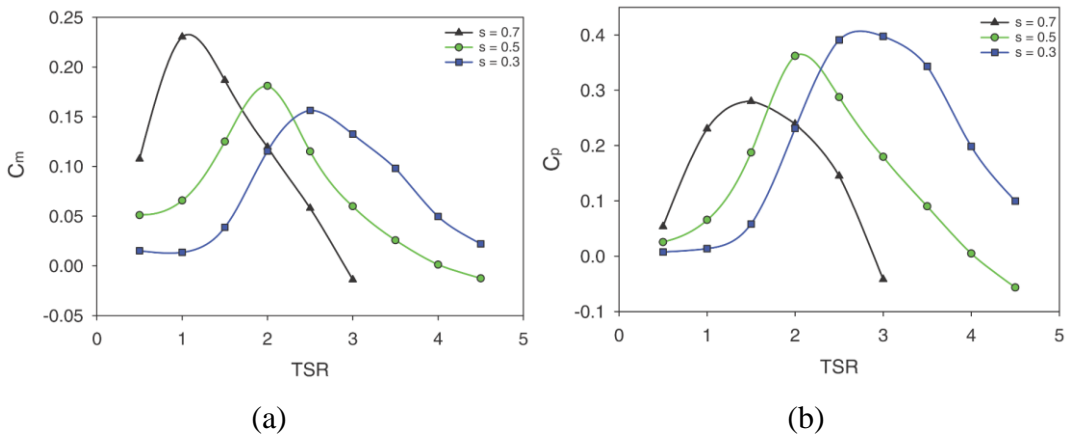 0.25
0.20
0.15
0.10
0.05
0.00
-0.05
Cm
s = 0.7
s = 0.5
s = 0.3
0 1 2 3 4 5
TSR
(a)
0.4
0.3
0.2
0.1
0.0
-0.1
Cp
s = 0.7
s = 0.5
s = 0.3
0 1 2 3 4 5
TSR
(b)